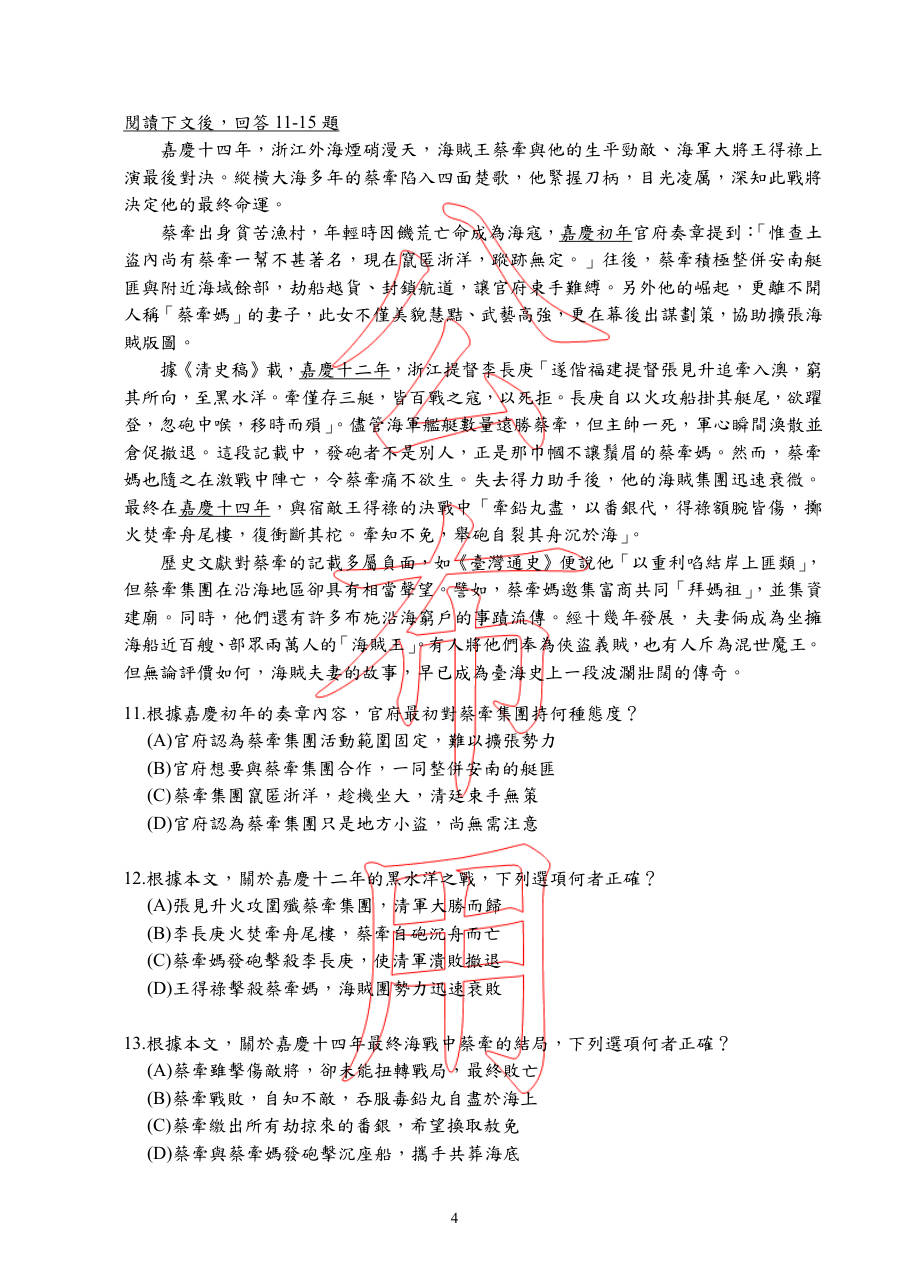 閱讀下文後，回答 11-15 題
嘉慶十四年，浙江外海煙硝漫天，海賊王蔡牽與他的生平勁敵、海軍大將王得祿上
演最後對決。縱橫大海多年的蔡牽陷入四面楚歌，他緊握刀柄，目光凌厲，深知此戰將
決定他的最終命運。
蔡牽出身貧苦漁村，年輕時因饑荒亡命成為海寇，嘉慶初年官府奏章提到：「惟查土
盜內尚有蔡牽一幫不甚著名，現在竄匿浙洋，蹤跡無定。」往後，蔡牽積極整併安南艇
匪與附近海域餘部，劫船越貨、封鎖航道，讓官府束手難縛。另外他的崛起，更離不開
人稱「蔡牽媽」的妻子，此女不僅美貌慧黠、武藝高強，更在幕後出謀劃策，協助擴張海
賊版圖。
據《清史稿》載，嘉慶十二年，浙江提督李長庚「遂偕福建提督張見升追牽入澳，窮
其所向，至黑水洋。牽僅存三艇，皆百戰之寇，以死拒。長庚自以火攻船掛其艇尾，欲躍
登，忽砲中喉，移時而殞」。儘管海軍艦艇數量遠勝蔡牽，但主帥一死，軍心瞬間渙散並
倉促撤退。這段記載中，發砲者不是別人，正是那巾幗不讓鬚眉的蔡牽媽。然而，蔡牽
媽也隨之在激戰中陣亡，令蔡牽痛不欲生。失去得力助手後，他的海賊集團迅速衰微。
最終在嘉慶十四年，與宿敵王得祿的決戰中「牽鉛丸盡，以番銀代，得祿額腕皆傷，擲
火焚牽舟尾樓，復衝斷其柁。牽知不免，舉砲自裂其舟沉於海」。
歷史文獻對蔡牽的記載多屬負面，如《臺灣通史》便說他「以重利啗結岸上匪類」，
但蔡牽集團在沿海地區卻具有相當聲望。譬如，蔡牽媽邀集富商共同「拜媽祖」，並集資
建廟。同時，他們還有許多布施沿海窮戶的事蹟流傳。經十幾年發展，夫妻倆成為坐擁
海船近百艘、部眾兩萬人的「海賊王」。有人將他們奉為俠盜義賊，也有人斥為混世魔王。
但無論評價如何，海賊夫妻的故事，早已成為臺海史上一段波瀾壯闊的傳奇。
11.根據嘉慶初年的奏章內容，官府最初對蔡牽集團持何種態度？
(A)官府認為蔡牽集團活動範圍固定，難以擴張勢力
(B)官府想要與蔡牽集團合作，一同整併安南的艇匪
(C)蔡牽集團竄匿浙洋，趁機坐大，清廷束手無策
(D)官府認為蔡牽集團只是地方小盜，尚無需注意
12.根據本文，關於嘉慶十二年的黑水洋之戰，下列選項何者正確？
(A)張見升火攻圍殲蔡牽集團，清軍大勝而歸
(B)李長庚火焚牽舟尾樓，蔡牽自砲沉舟而亡
(C)蔡牽媽發砲擊殺李長庚，使清軍潰敗撤退
(D)王得祿擊殺蔡牽媽，海賊團勢力迅速衰敗
13.根據本文，關於嘉慶十四年最終海戰中蔡牽的結局，下列選項何者正確？
(A)蔡牽雖擊傷敵將，卻未能扭轉戰局，最終敗亡
(B)蔡牽戰敗，自知不敵，吞服毒鉛丸自盡於海上
(C)蔡牽繳出所有劫掠來的番銀，希望換取赦免
(D)蔡牽與蔡牽媽發砲擊沉座船，攜手共葬海底
4
公布用